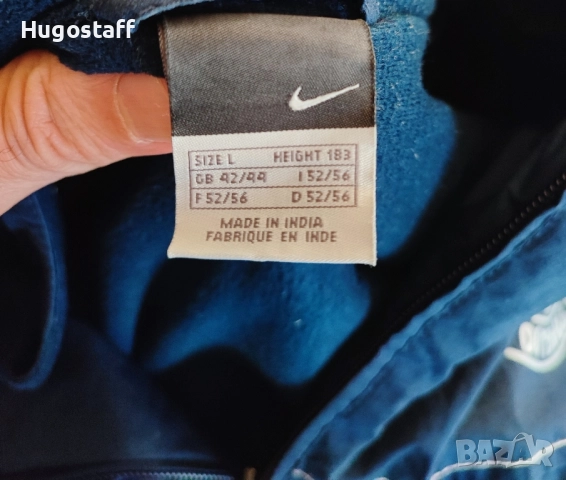 Hugostaff
SIZE L HEIGHT 183
GB 42/44 I 52/56
F 52/56 D 52/56
MADE IN INDIA
FABRIQUE EN INDE
BAZAR